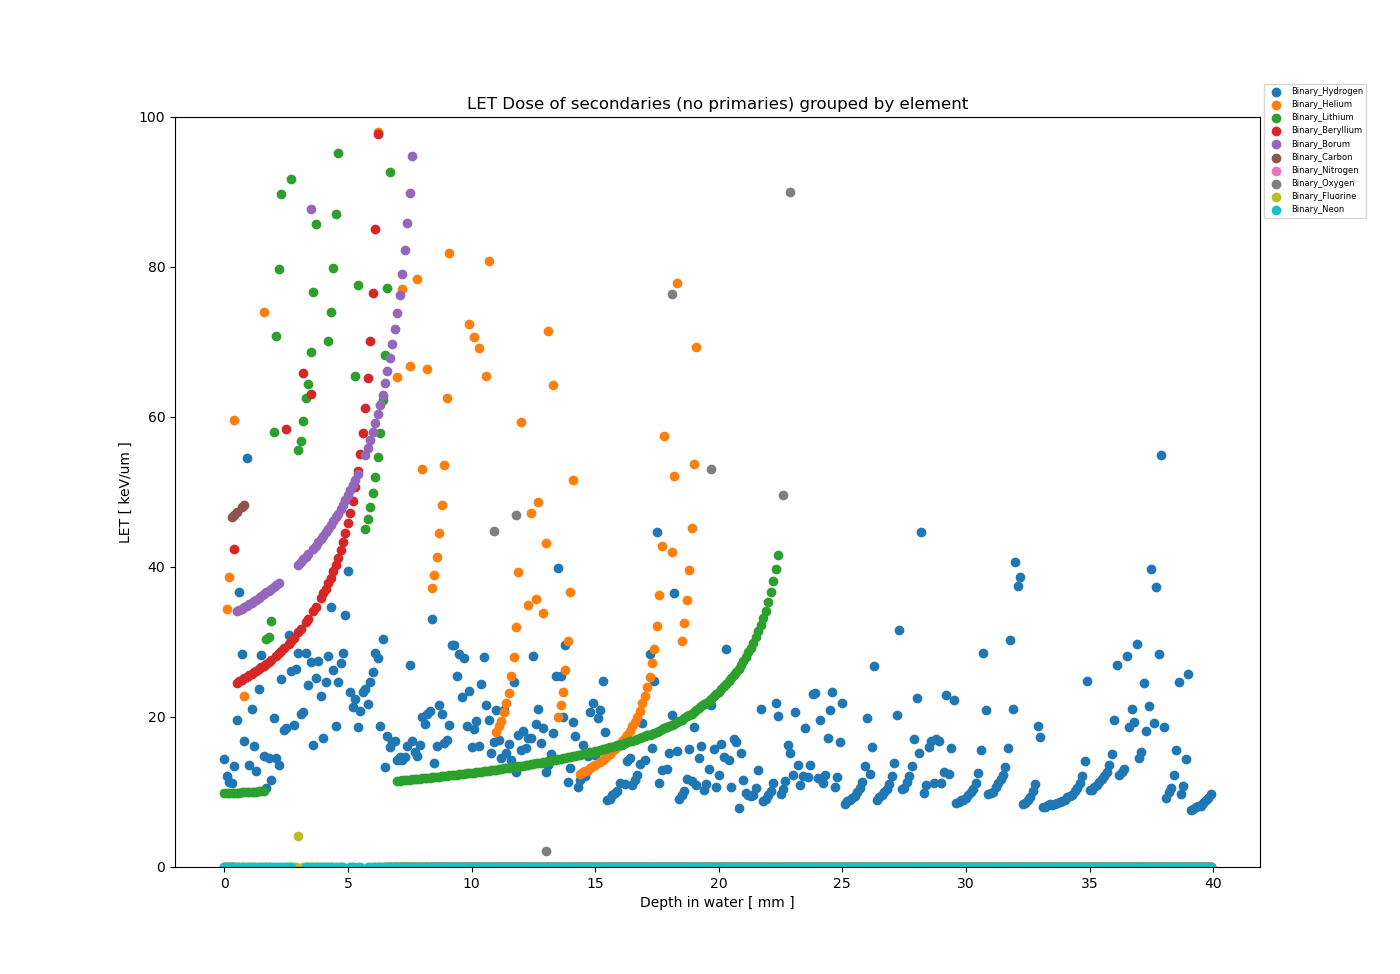 LET Dose of secondaries (no primaries) grouped by element
Binary_Hydrogen
Binary_Helium
Binary_Lithium
Binary_Beryllium
Binary_Borum
Binary_Carbon
Binary_Nitrogen
Binary_Oxygen
Binary_Fluorine
Binary_Neon
100
80
60
40
20
0
LET [ keV/um ]
0 5 10 15 20 25 30 35 40
Depth in water [ mm ]